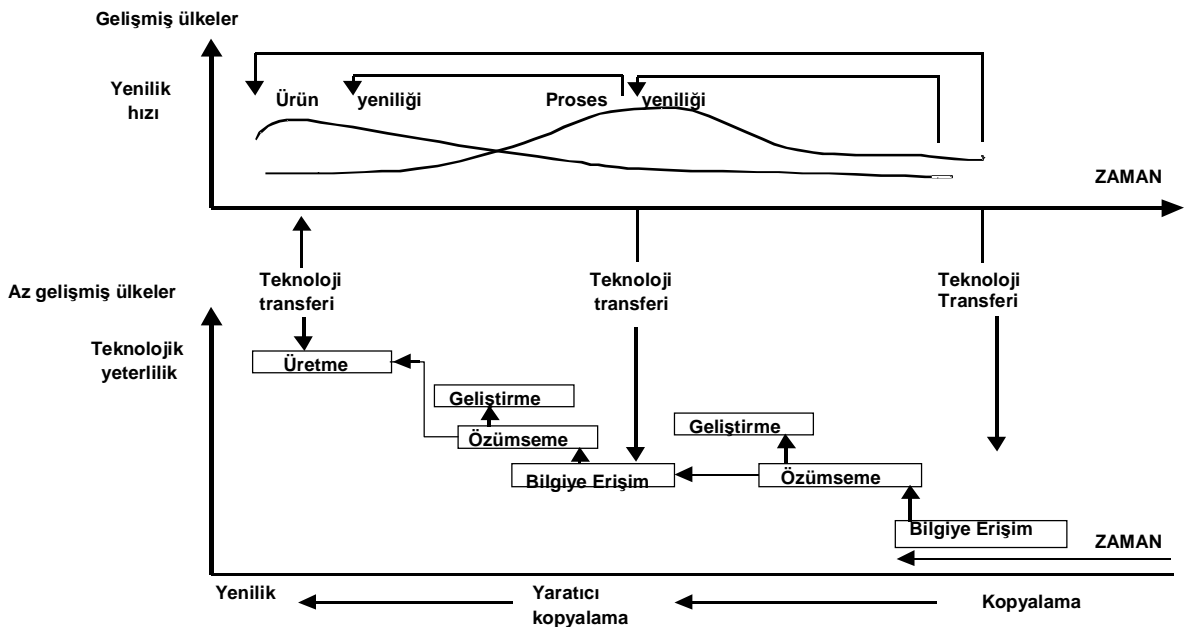 Gelişmiş ülkeler
Yenilik
hızı
Ürün yeniliği
Proses yeniliği
ZAMAN
Teknoloji
transferi
Teknoloji
transferi
Teknoloji
Transferi
Az gelişmiş ülkeler
Teknolojik
yeterlilik
Üretme
Geliştirme
Özümseme
Bilgiye Erişim
Geliştirme
Özümseme
Bilgiye Erişim
ZAMAN
Yenilik
Yaratıcı
kopyalama
Kopyalama